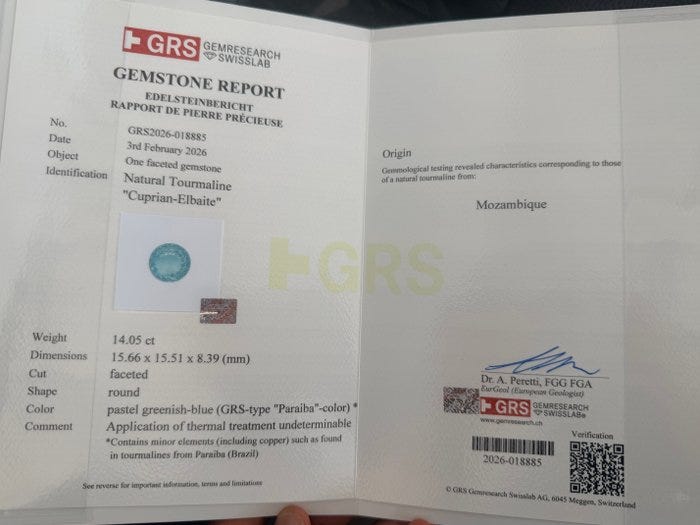 GRS GEMRESEARCH
SWISSLAB
GEMSTONE REPORT
EDELSTEINBERICHT
RAPPORT DE PIERRE PRÉCIEUSE
No. GRS2026-018885
Date 3rd February 2026
Object One faceted gemstone
Identification Natural Tourmaline
"Cuprian-Elbaite"
Weight 14.05 ct
Dimensions 15.66 x 15.51 x 8.39 (mm)
Cut faceted
Shape round
Color pastel greenish-blue (GRS-type "Paraiba"-color) *
Comment Application of thermal treatment undeterminable
*Contains minor elements (including copper) such as found
in tourmalines from Paraiba (Brazil)
See reverse for important information, terms and limitations
GRS
Origin
Gemmological testing revealed characteristics corresponding to those
of a natural tourmaline from:
Mozambique
Dr. A. Peretti, FGG FGA
EurGeol (European Geologist)
GRS GEMRESEARCH
SWISSLAB®
www.gemresearch.ch
Verification
2026-018885
© GRS Gemresearch Swisslab AG, 6045 Meggen, Switzerland